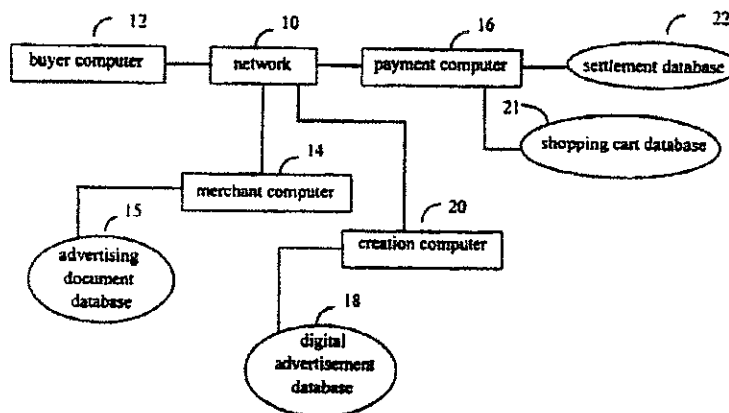 12
10
16
22
buyer computer
network
payment computer
settlement database
21
shopping cart database
14
merchant computer
15
20
advertising
document
database
creation computer
18
digital
advertisement
database